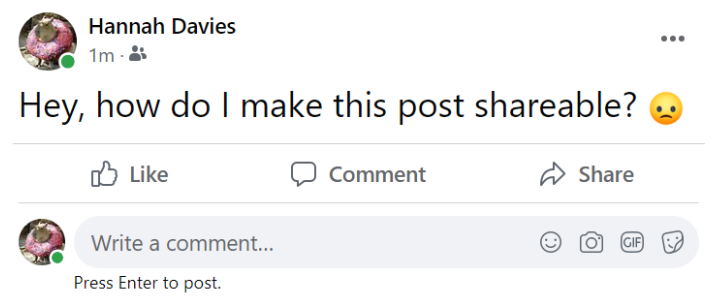 Hannah Davies
1m ·
Hey, how do I make this post shareable? 😞
Like Comment Share
Write a comment... GIF
Press Enter to post.